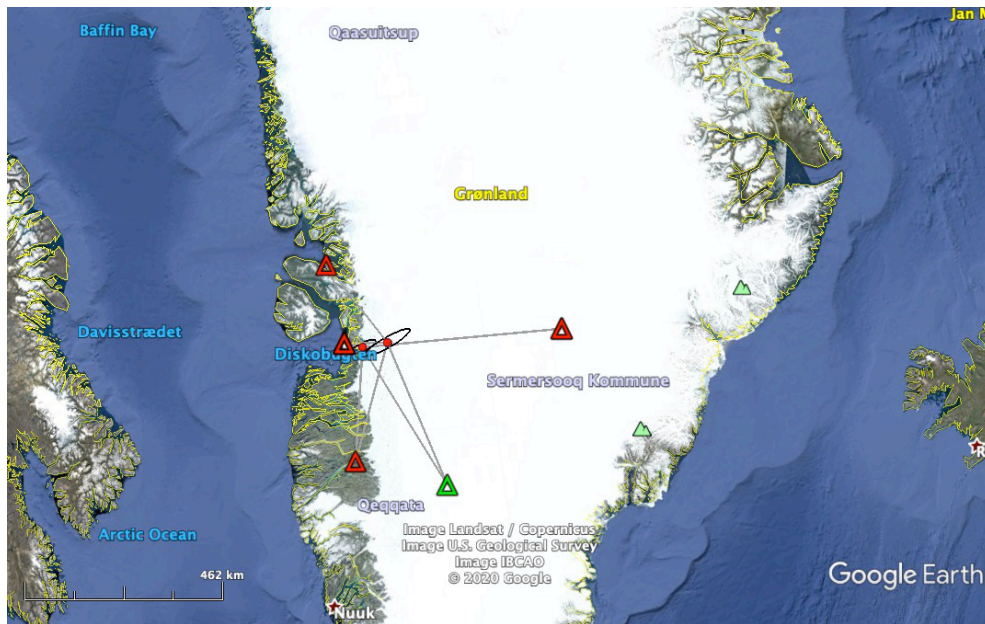 Jan M
Baffin Bay
Qaasuitsup
Grønland
Davisstrædet
Diskobugten
Sermersooq Kommune
Qeqqata
Arctic Ocean
Image Landsat / Copernicus
Image U.S. Geological Survey
Image IBCAO
© 2020 Google
462 km
Google Earth
Nuuk
R